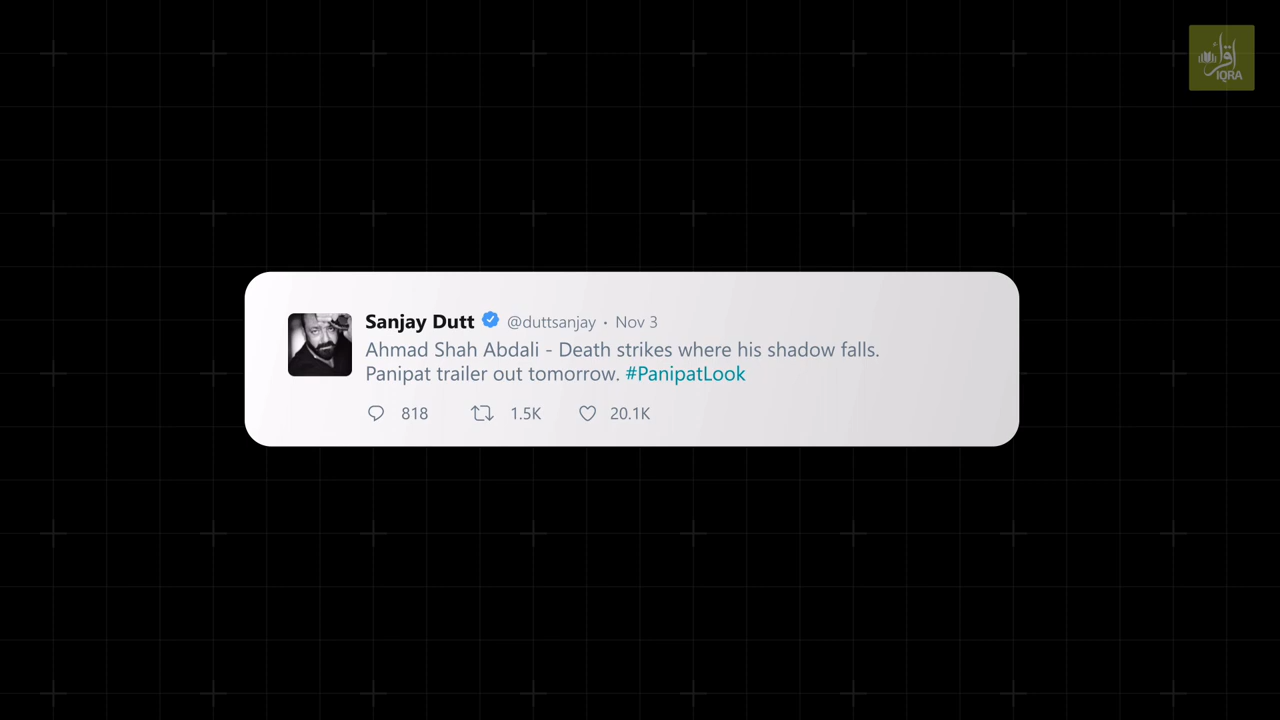 اقرأ
IQRA
Sanjay Dutt @duttsanjay · Nov 3
Ahmad Shah Abdali - Death strikes where his shadow falls.
Panipat trailer out tomorrow. #PanipatLook
818 1.5K 20.1K